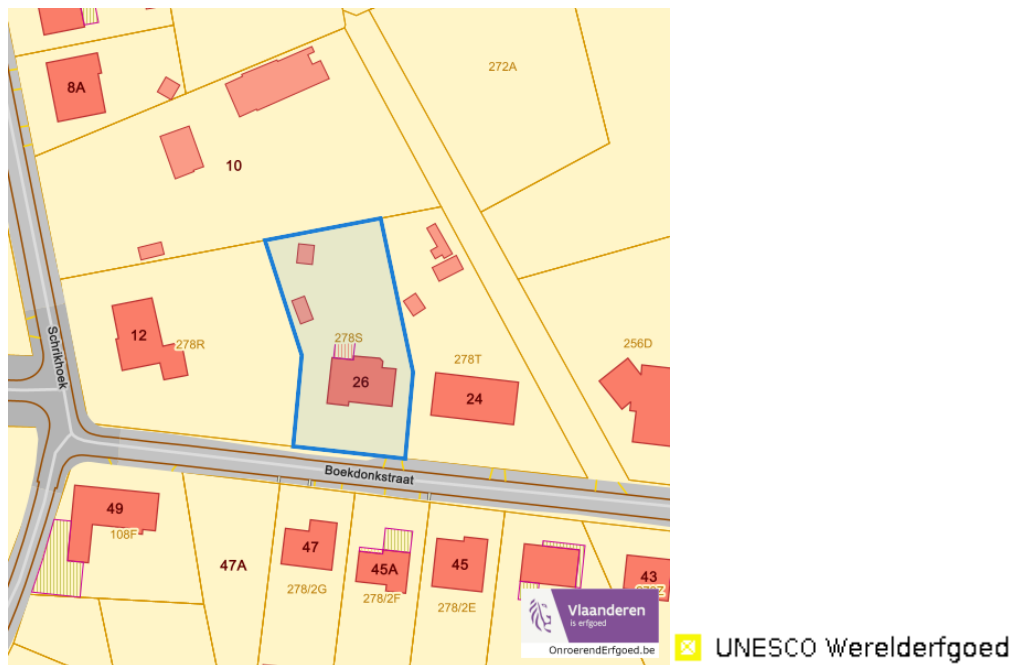 8A
272A
10
Schrikhoek
12
278R
278S
26
278T
24
256D
Boekdonkstraat
49
108F
47A
47
278/2G
45A
278/2F
45
278/2E
43
Vlaanderen
is erfgoed
OnroerendErfgoed.be
UNESCO Werelderfgoed